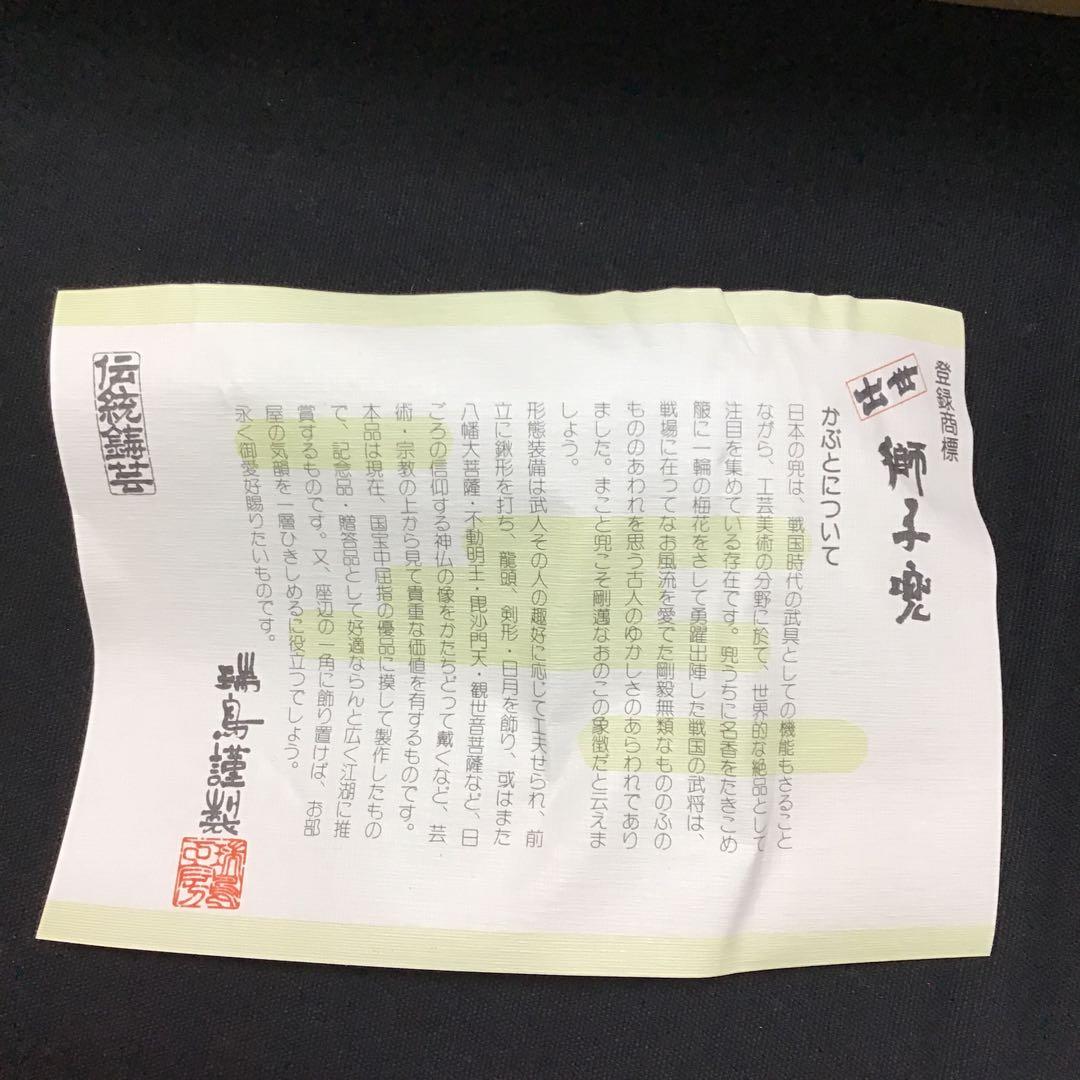 登録商標
出世
獅子兜
かぶとについて
日本の兜は、戦国時代の武具としての機能もさること
ながら、工芸美術の分野に於て、世界的な絶品として
注目を集めている存在です。兜うちに名香をたきこめ
箙に一輪の梅花をさして勇躍出陣した戦国の武将は、
戦場に在ってなお風流を愛でた剛毅無類なもののふの
もののあわれを思う古人のゆかしさのあらわれであり
ました。まこと兜こそ剛邁なおのこの象徴だと云えま
しょう。
形態装備は武人その人の趣好に応じて工夫せられ、前
立に鍬形を打ち、龍頭、剣形・日月を飾り、或はまた
八幡大菩薩・不動明王・毘沙門天・観世音菩薩など、日
ごろの信仰する神仏の像をかたちどって戴くなど、芸
術・宗教の上から見て貴重な価値を有するものです。
本品は現在、国宝中屈指の優品に摸して製作したもの
で、記念品・贈答品として好適ならんと広く江湖に推
賞するものです。又、座辺の一角に飾り置けば、お部
屋の気韻を一層ひきしめるに役立つでしょう。
永く御愛好賜りたいものです。
瑞鳥謹製
伝統鋳芸